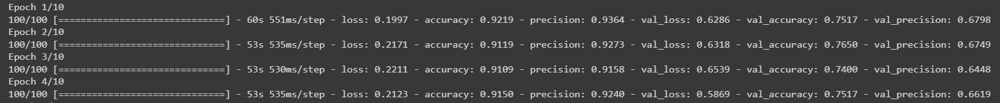 Epoch 1/10
100/100 [==============================] - 60s 551ms/step - loss: 0.1997 - accuracy: 0.9219 - precision: 0.9364 - val_loss: 0.6286 - val_accuracy: 0.7517 - val_precision: 0.6798
Epoch 2/10
100/100 [==============================] - 53s 535ms/step - loss: 0.2171 - accuracy: 0.9119 - precision: 0.9273 - val_loss: 0.6318 - val_accuracy: 0.7650 - val_precision: 0.6749
Epoch 3/10
100/100 [==============================] - 53s 530ms/step - loss: 0.2211 - accuracy: 0.9109 - precision: 0.9158 - val_loss: 0.6539 - val_accuracy: 0.7400 - val_precision: 0.6448
Epoch 4/10
100/100 [==============================] - 53s 535ms/step - loss: 0.2123 - accuracy: 0.9150 - precision: 0.9240 - val_loss: 0.5869 - val_accuracy: 0.7517 - val_precision: 0.6619